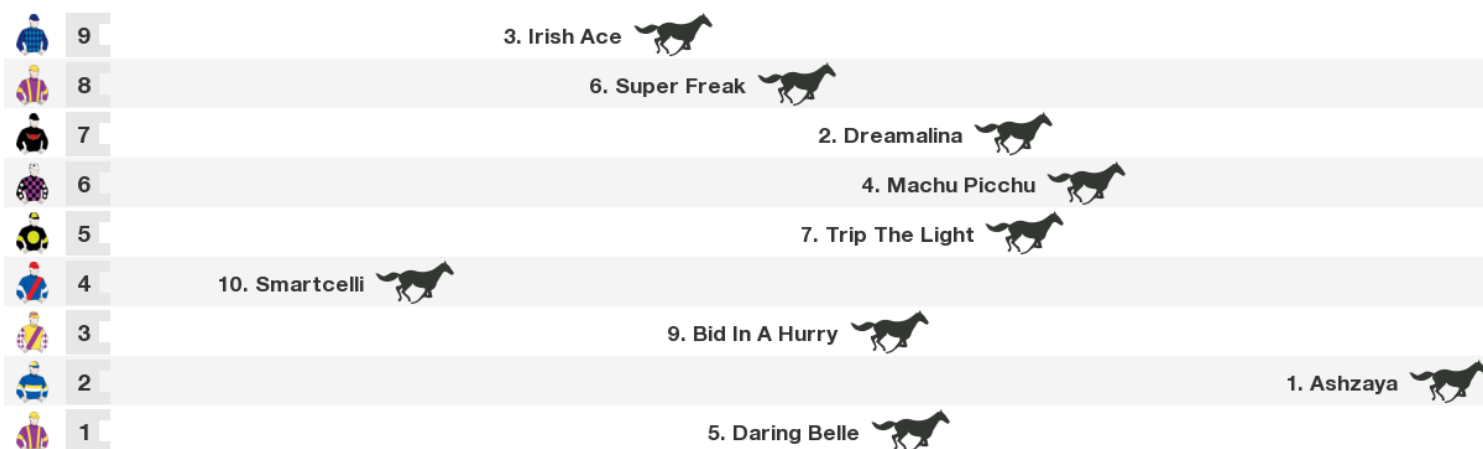 9 3. Irish Ace
8 6. Super Freak
7 2. Dreamalina
6 4. Machu Picchu
5 7. Trip The Light
4 10. Smartcelli
3 9. Bid In A Hurry
2 1. Ashzaya
1 5. Daring Belle